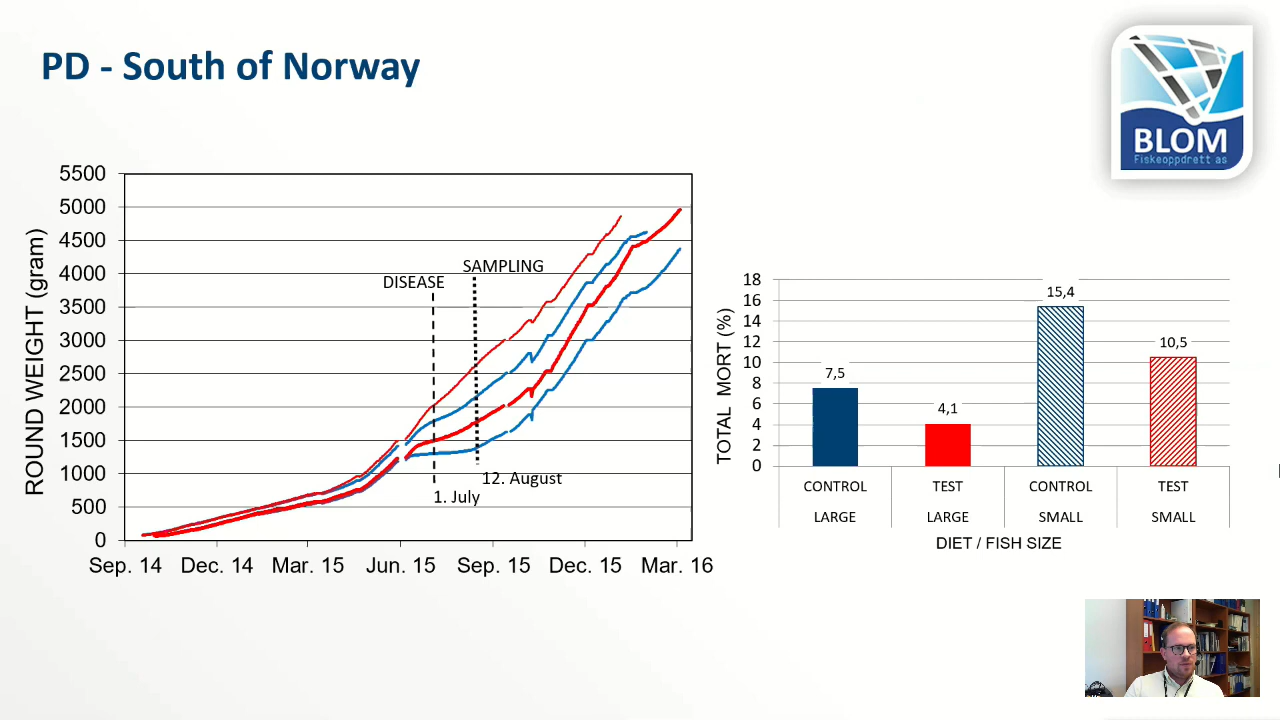 PD - South of Norway
BLOM
Fiskeoppdrett as
ROUND WEIGHT (gram)
5500
5000
4500
4000
3500
3000
2500
2000
1500
1000
500
0
DISEASE
SAMPLING
12. August
1. July
Sep. 14 Dec. 14 Mar. 15 Jun. 15 Sep. 15 Dec. 15 Mar. 16
TOTAL MORT (%)
18
16
14
12
10
8
6
4
2
0
7,5
4,1
15,4
10,5
CONTROL TEST CONTROL TEST
LARGE LARGE SMALL SMALL
DIET / FISH SIZE